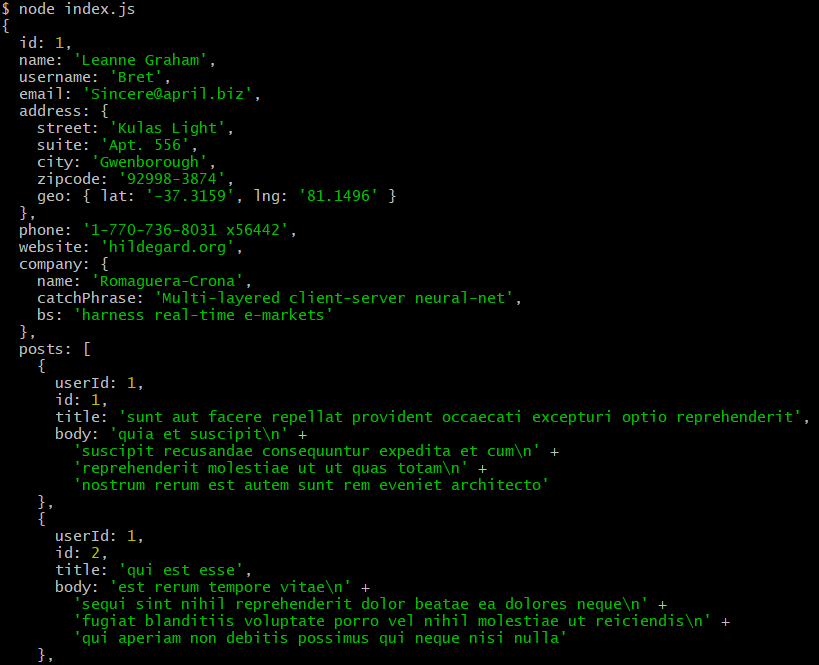 $ node index.js
{
  id: 1,
  name: 'Leanne Graham',
  username: 'Bret',
  email: 'Sincere@april.biz',
  address: {
    street: 'Kulas Light',
    suite: 'Apt. 556',
    city: 'Gwenborough',
    zipcode: '92998-3874',
    geo: { lat: '-37.3159', lng: '81.1496' }
  },
  phone: '1-770-736-8031 x56442',
  website: 'hildegard.org',
  company: {
    name: 'Romaguera-Crona',
    catchPhrase: 'Multi-layered client-server neural-net',
    bs: 'harness real-time e-markets'
  },
  posts: [
    {
      userId: 1,
      id: 1,
      title: 'sunt aut facere repellat provident occaecati excepturi optio reprehenderit',
      body: 'quia et suscipit\n' +
        'suscipit recusandae consequuntur expedita et cum\n' +
        'reprehenderit molestiae ut ut quas totam\n' +
        'nostrum rerum est autem sunt rem eveniet architecto'
    },
    {
      userId: 1,
      id: 2,
      title: 'qui est esse',
      body: 'est rerum tempore vitae\n' +
        'sequi sint nihil reprehenderit dolor beatae ea dolores neque\n' +
        'fugiat blanditiis voluptate porro vel nihil molestiae ut reiciendis\n' +
        'qui aperiam non debitis possimus qui neque nisi nulla'
    },